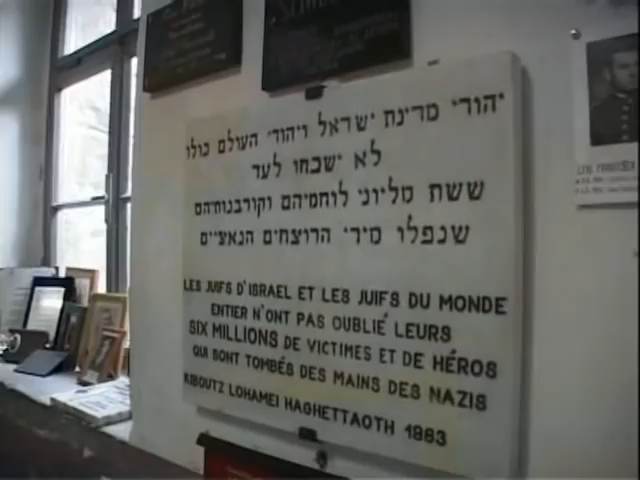 יהודי מדינת ישראל ויהודי העולם כולו
לא ישכחו לעד
ששת מליוני לוחמיהם וקורבנותיהם
שנפלו מידי הרוצחים הנאציים
LES JUIFS D'ISRAEL ET LES JUIFS DU MONDE
ENTIER N'ONT PAS OUBLIÉ LEURS
SIX MILLIONS DE VICTIMES ET DE HÉROS
QUI SONT TOMBÉS DES MAINS DES NAZIS
KIBOUTZ LOHAMEI HAGHETTAOTH 1963